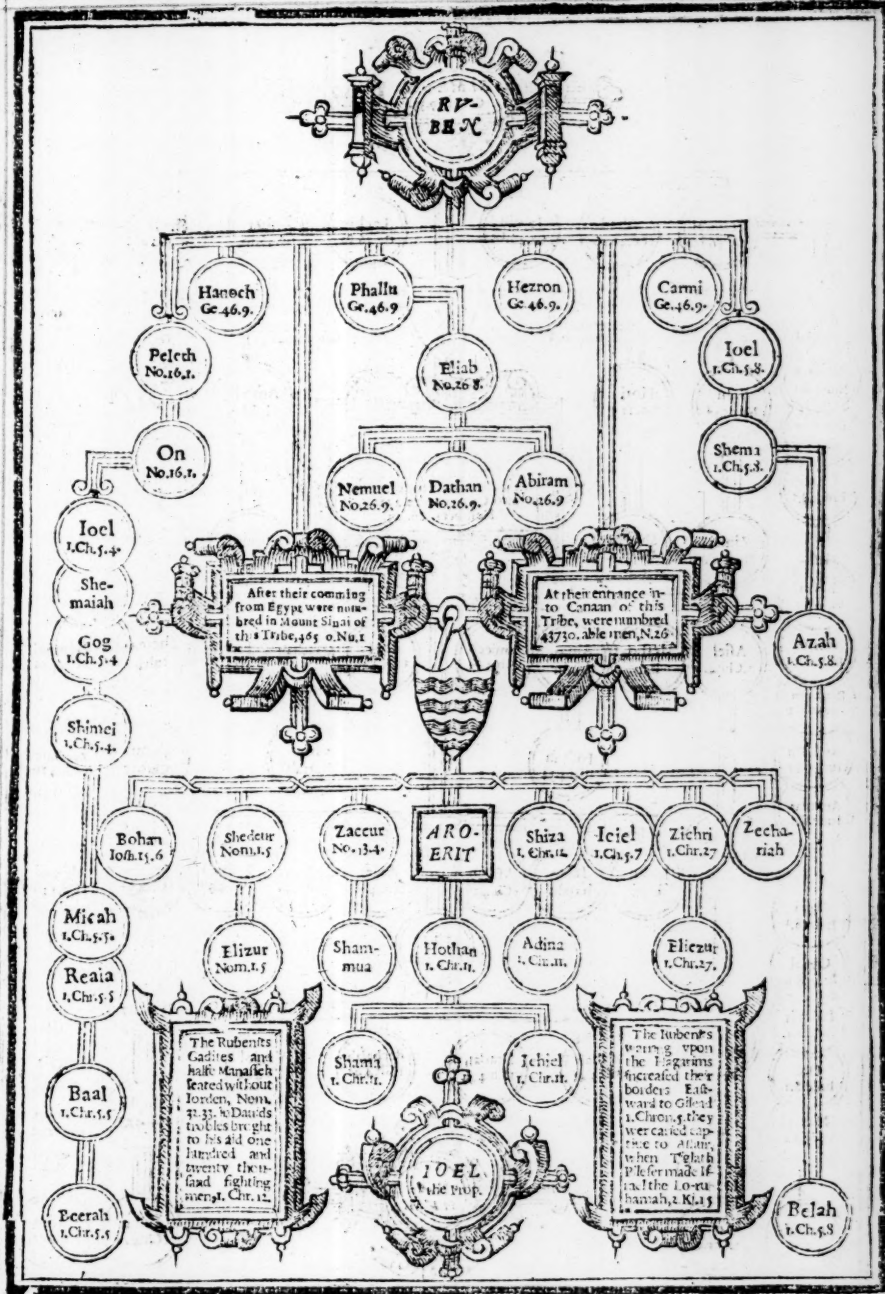 RV-
BEN
Hanoch
Ge.46.9.
Phallu
Ge.46.9
Hezron
Ge.46.9.
Carmi
Ge.46.9.
Peleth
No.16.1.
Eliab
No.26 8.
Ioel
1.Ch.5.8.
On
No.16.1.
Nemuel
No.26.9.
Dathan
No.26.9.
Abiram
No.26.9
Shema
1.Ch.5.8.
Ioel
1.Ch.5.4.
She-
maiah
Gog
1.Ch.5.4
Shimei
1.Ch.5.4.
After their comming
from Egypt were num-
bred in Mount Sinai of
this Tribe,465 0.Nu,1
At their entrance in-
to Canaan of this
Tribe, were numbred
43730. able men,N.26
Azah
1.Ch.5.8.
Bohan
Iosh.15.6
Shedeur
Nom.1.5
Zaccur
No.13.4.
ARO-
ERIT
Shiza
1.Chr.11.
Ieiel
1.Ch.5.7
Zichri
1.Chr.27
Zecha-
riah
Micah
1.Ch.5.5.
Reaia
1.Chr.5.5
Baal
1.Chr.5.5
Beerah
1.Chr.5.5
Elizur
Nom.1.5
Sham-
mua
Hothan
1.Chr.11.
Adina
1.Chr.11.
Eliezur
1.Chr.27.
Shama
1.Chr.11.
Iehiel
1.Chr.11.
The Rubenits
Gadites and
halfe Manasseh
seated without
Iorden, Nom.
32.33. in Dauids
troubles brought
to his aid one
hundred and
twenty thou-
sand fighting
men,1. Chr.12.
IOEL
the Prop.
The Rubenits
warring vpon
the Hagarims
increased their
borders East-
ward to Gilead
1.Chron.5.they
wer caried cap-
tiue to
when Tiglath
Pileser made Is-
rael the Lo-ru-
hamah,2 Ki.15
Belah
1.Ch.5.8